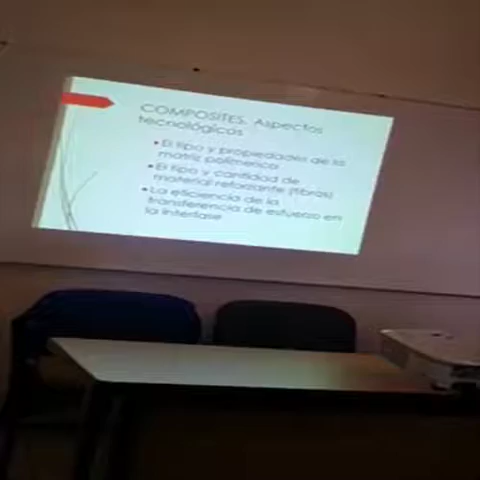 COMPOSITES. Aspectos
tecnológicos
• El tipo y propiedades de la
matriz polimerica
• El tipo y cantidad de
material reforzante (fibras)
• La eficiencia de la
transferencia de esfuerzo en
la interfase